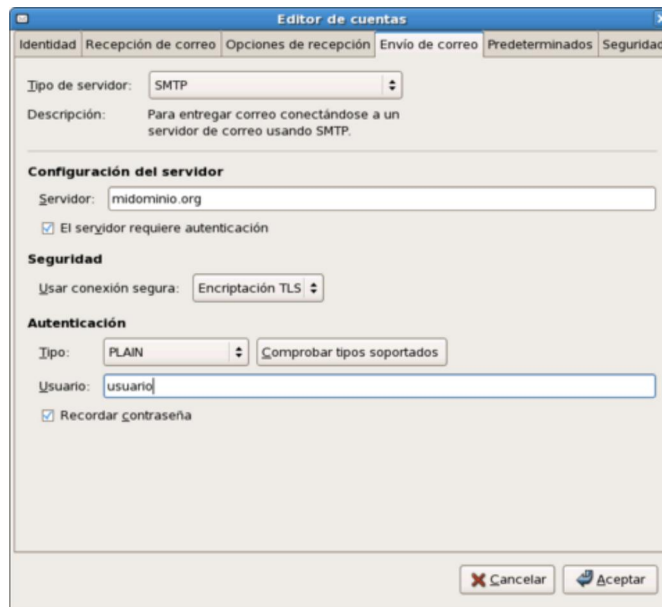 Editor de cuentas
Identidad Recepción de correo Opciones de recepción Envío de correo Predeterminados Seguridad
Tipo de servidor: SMTP
Descripción: Para entregar correo conectándose a un
servidor de correo usando SMTP.
Configuración del servidor
Servidor: midominio.org
El servidor requiere autenticación
Seguridad
Usar conexión segura: Encriptación TLS
Autenticación
Tipo: PLAIN Comprobar tipos soportados
Usuario: usuario
Recordar contraseña
Cancelar Aceptar